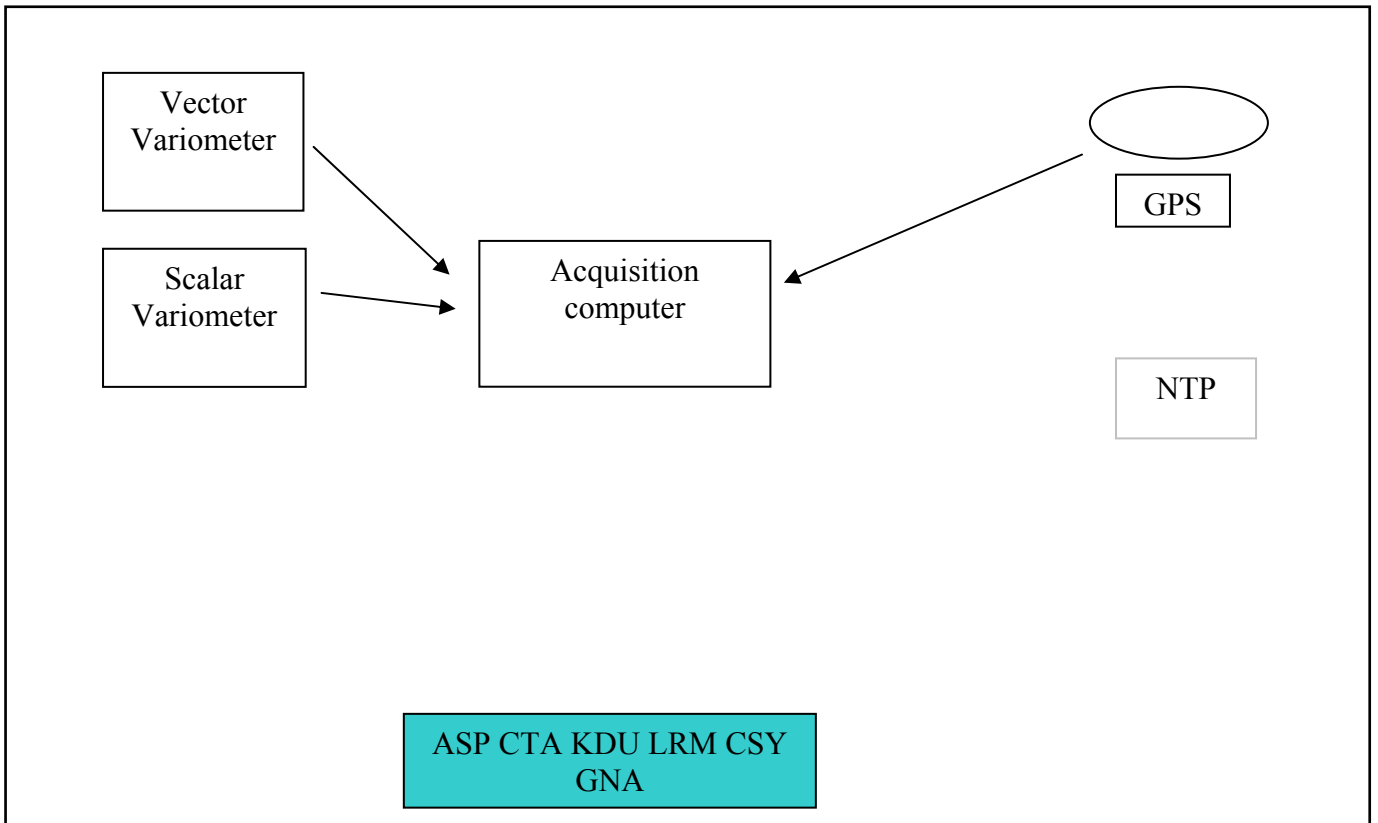 Vector
Variometer
GPS
Scalar
Variometer
Acquisition
computer
NTP
ASP CTA KDU LRM CSY
GNA